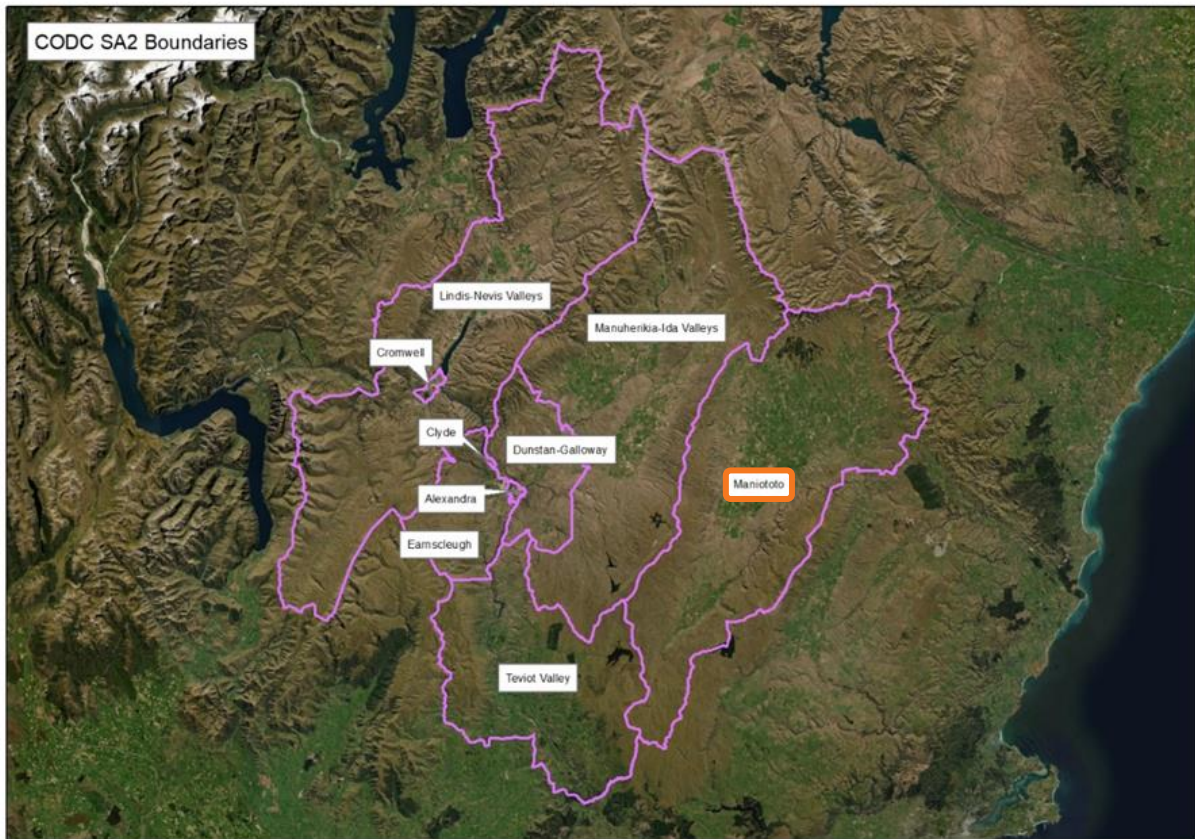 CODC SA2 Boundaries
Lindis-Nevis Valleys
Manuherikia-Ida Valleys
Cromwell
Clyde
Dunstan-Galloway
Maniototo
Alexandra
Earnscleugh
Teviot Valley